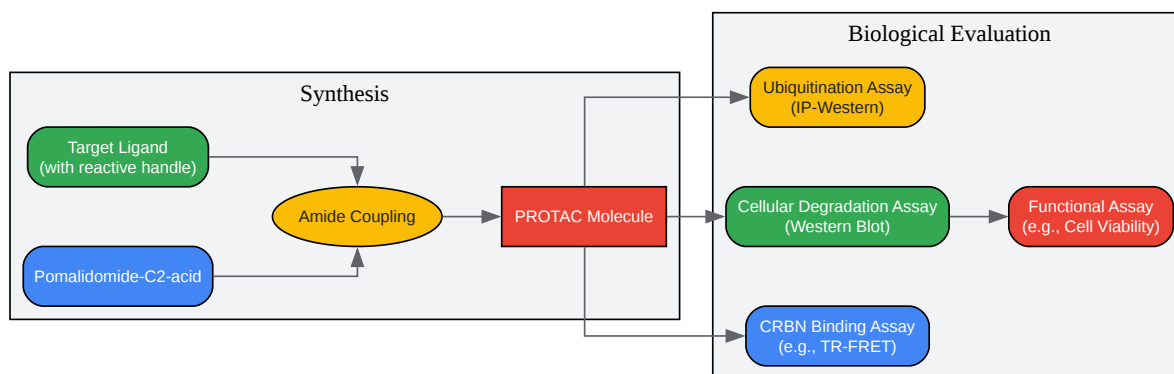 Synthesis
Target Ligand
(with reactive handle)
Pomalidomide-C2-acid
Amide Coupling
PROTAC Molecule
Biological Evaluation
Ubiquitination Assay
(IP-Western)
Cellular Degradation Assay
(Western Blot)
Functional Assay
(e.g., Cell Viability)
CRBN Binding Assay
(e.g., TR-FRET)